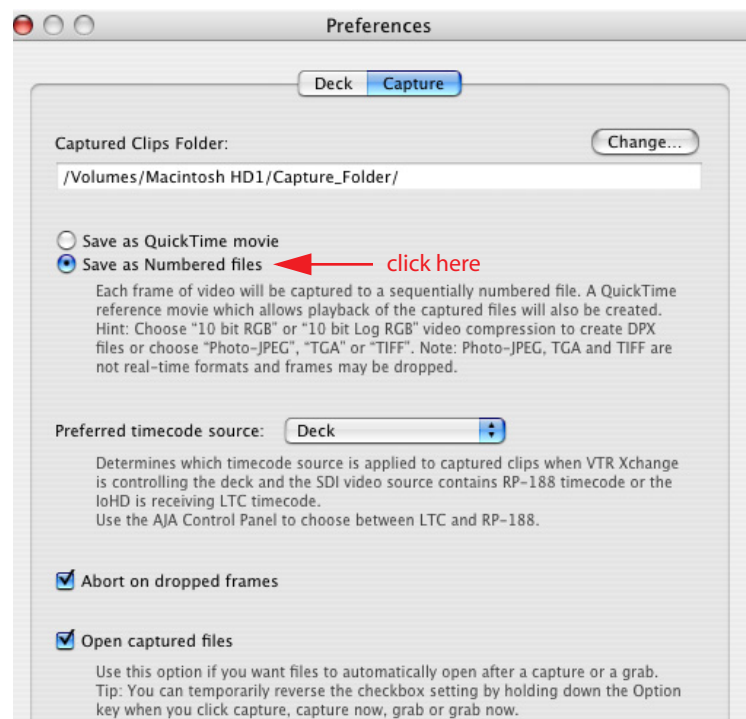 Preferences
Deck Capture
Captured Clips Folder: Change...
/Volumes/Macintosh HD1/Capture_Folder/
Save as QuickTime movie
Save as Numbered files click here
Each frame of video will be captured to a sequentially numbered file. A QuickTime
reference movie which allows playback of the captured files will also be created.
Hint: Choose “10 bit RGB” or “10 bit Log RGB” video compression to create DPX
files or choose “Photo-JPEG”, “TGA” or “TIFF”. Note: Photo-JPEG, TGA and TIFF are
not real-time formats and frames may be dropped.
Preferred timecode source: Deck
Determines which timecode source is applied to captured clips when VTR Xchange
is controlling the deck and the SDI video source contains RP-188 timecode or the
IoHD is receiving LTC timecode.
Use the AJA Control Panel to choose between LTC and RP-188.
Abort on dropped frames
Open captured files
Use this option if you want files to automatically open after a capture or a grab.
Tip: You can temporarily reverse the checkbox setting by holding down the Option
key when you click capture, capture now, grab or grab now.